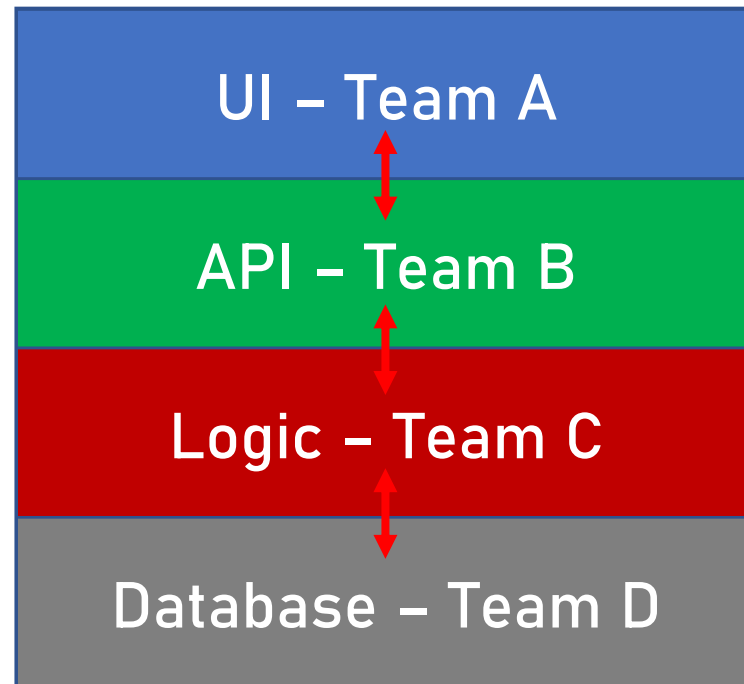 UI – Team A
API – Team B
Logic – Team C
Database – Team D